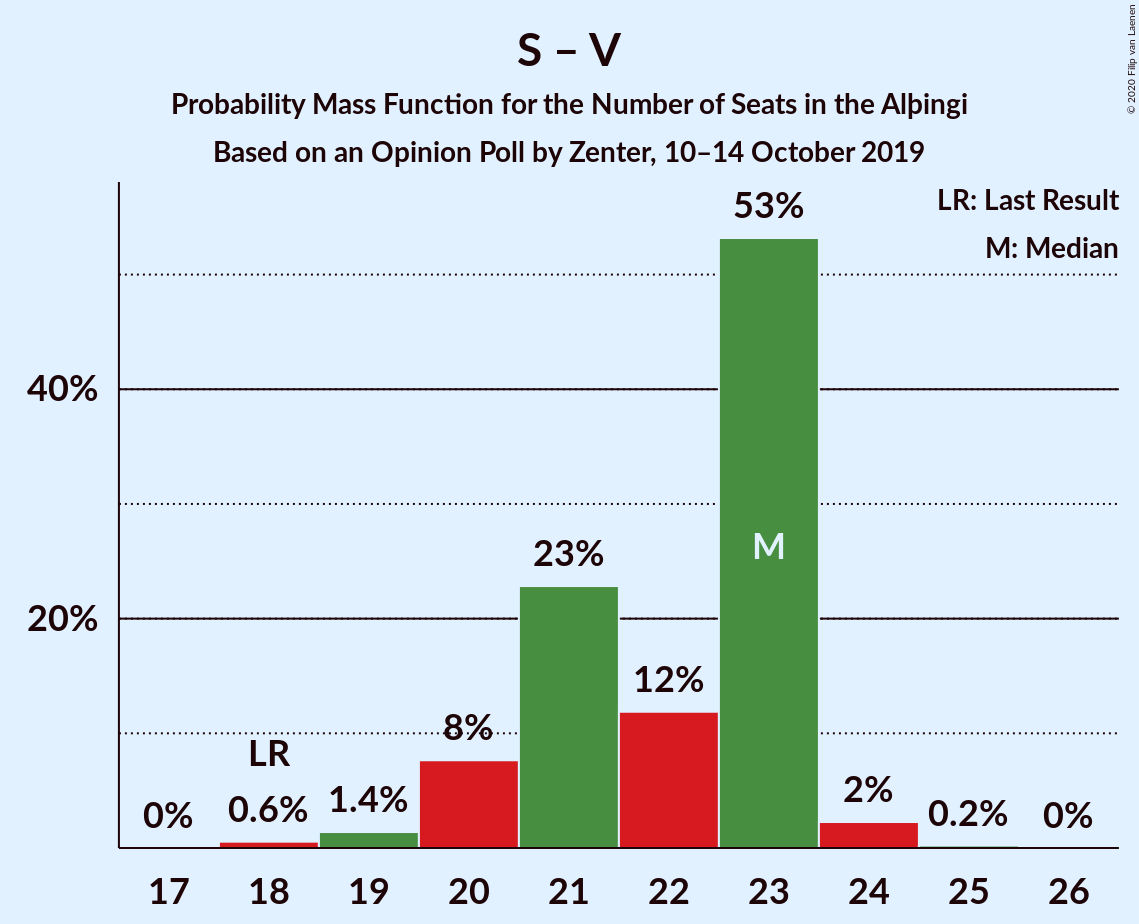 S – V
Probability Mass Function for the Number of Seats in the Alþingi
Based on an Opinion Poll by Zenter, 10–14 October 2019
© 2020 Filip van Laenen
LR: Last Result
M: Median
53%
40%
23%
M
20%
12%
8%
LR
2%
1.4%
0.6%
0.2%
0%
0%
17 18 19 20 21 22 23 24 25 26